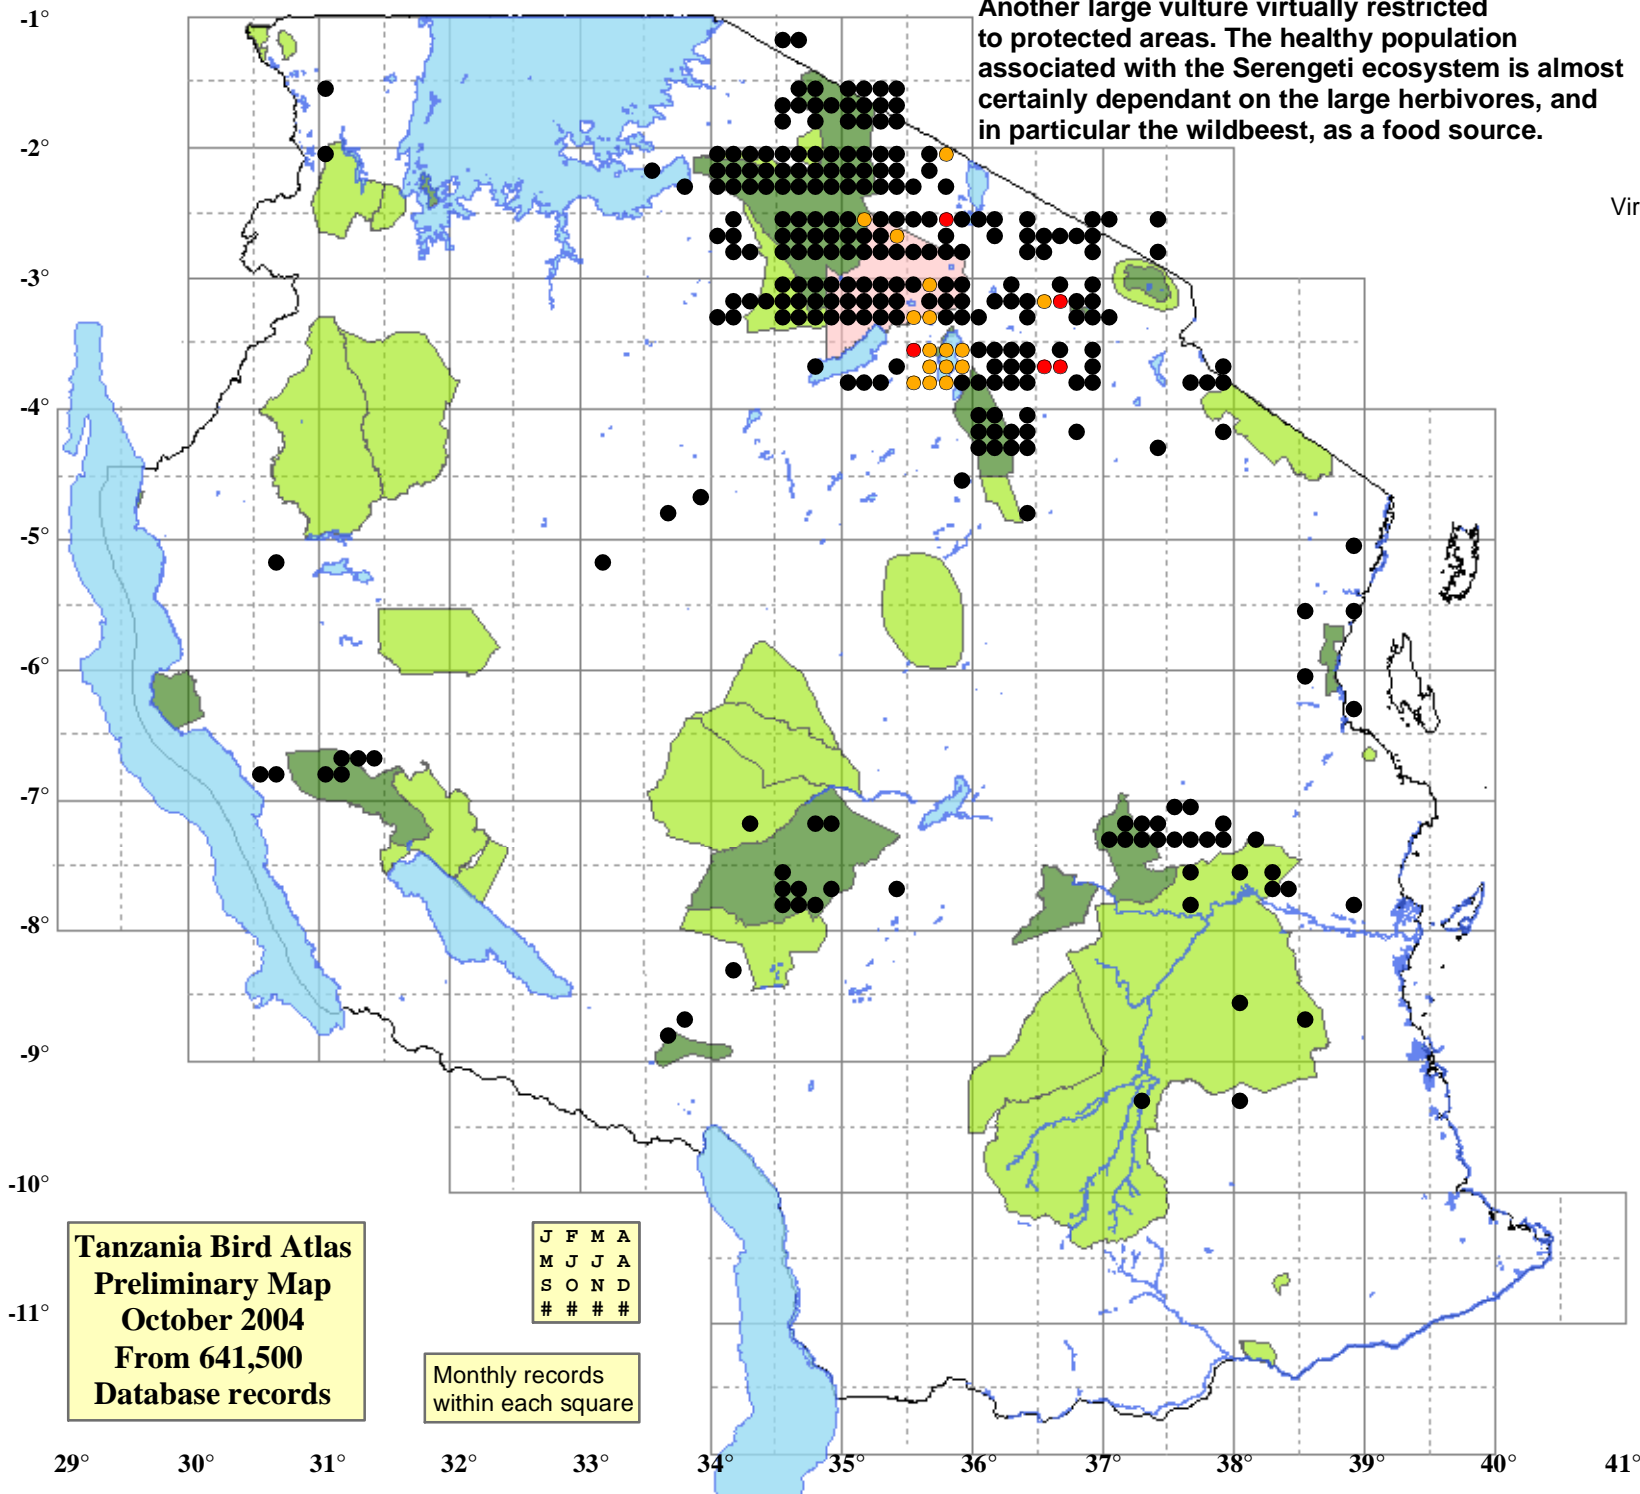 Another large vulture virtually restricted
to protected areas. The healthy population
associated with the Serengeti ecosystem is almost
certainly dependant on the large herbivores, and
in particular the wildbeest, as a food source.
Vir
-1°
-2°
-3°
-4°
-5°
-6°
-7°
-8°
-9°
-10°
-11°
Tanzania Bird Atlas
Preliminary Map
October 2004
From 641,500
Database records
J F M A
M J J A
S O N D
# # # #
Monthly records
within each square
29° 30° 31° 32° 33° 34° 35° 36° 37° 38° 39° 40° 41°